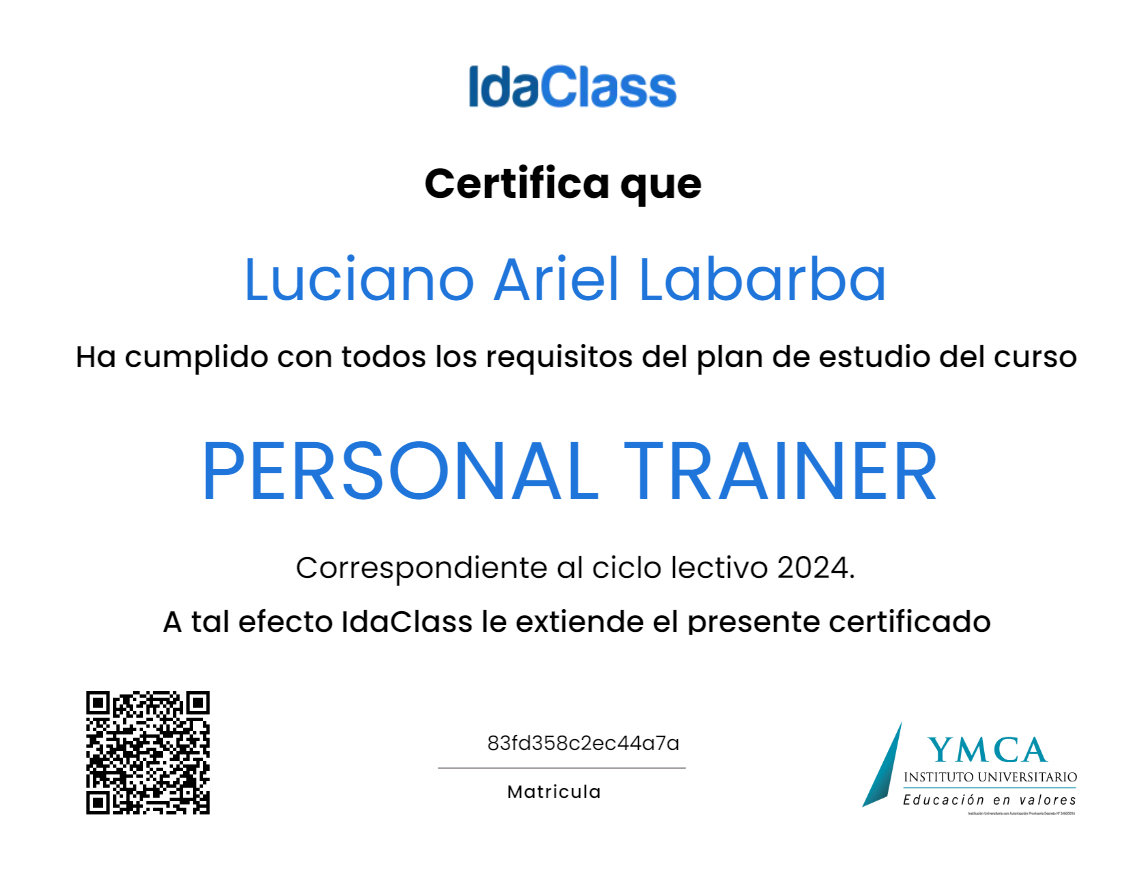 IdaClass
Certifica que
Luciano Ariel Labarba
Ha cumplido con todos los requisitos del plan de estudio del curso
PERSONAL TRAINER
Correspondiente al ciclo lectivo 2024.
A tal efecto IdaClass le extiende el presente certificado
83fd358c2ec44a7a
Matricula
YMCA
INSTITUTO UNIVERSITARIO
Educación en valores